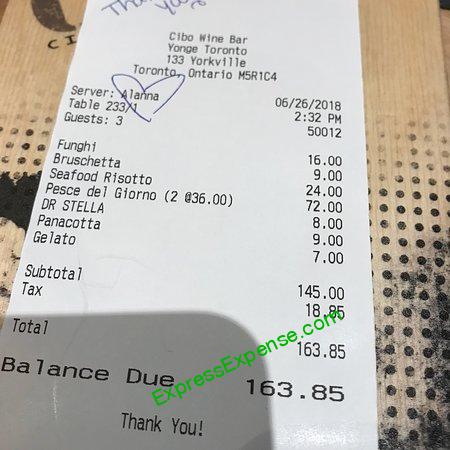 Thank
You
CI
Cibo Wine Bar
Yonge Toronto
133 Yorkville
Toronto, Ontario M5R1C4
Server: Alanna 06/26/2018
Table 233/1 2:32 PM
Guests: 3 50012
Funghi 16.00
Bruschetta 9.00
Seafood Risotto 24.00
Pesce del Giorno (2 @36.00) 72.00
DR STELLA 8.00
Panacotta 9.00
Gelato 7.00
Subtotal 145.00
Tax 18.85
Total 163.85
Balance Due 163.85
Thank You!
ExpressExpense.com